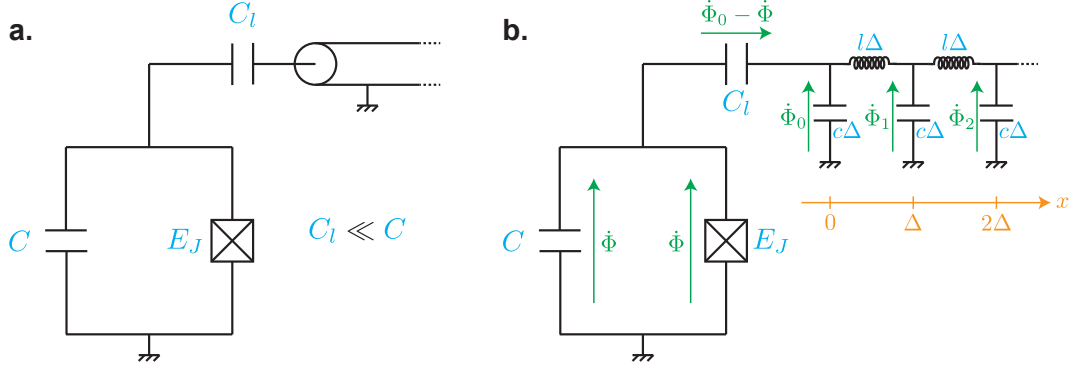 a.
C_l
C
E_J
C_l ≪ C
b.
Φ̇_0 − Φ̇
C_l
lΔ
lΔ
Φ̇_0
cΔ
Φ̇_1
cΔ
Φ̇_2
cΔ
x
0
Δ
2Δ
C
Φ̇
Φ̇
E_J